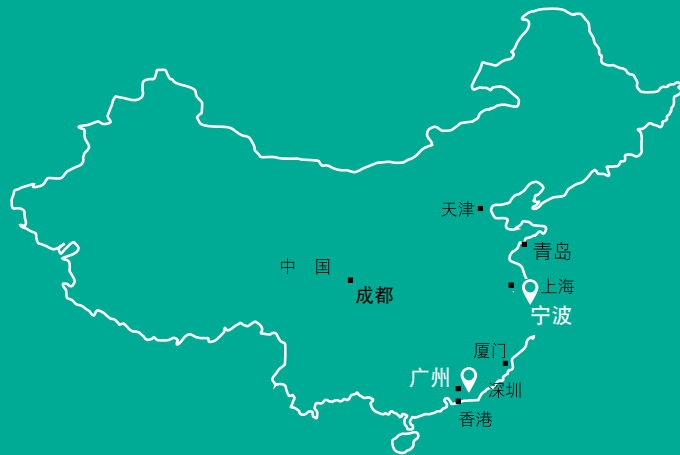 天津
青岛
中 国
成都
上海
宁波
厦门
广州
深圳
香港